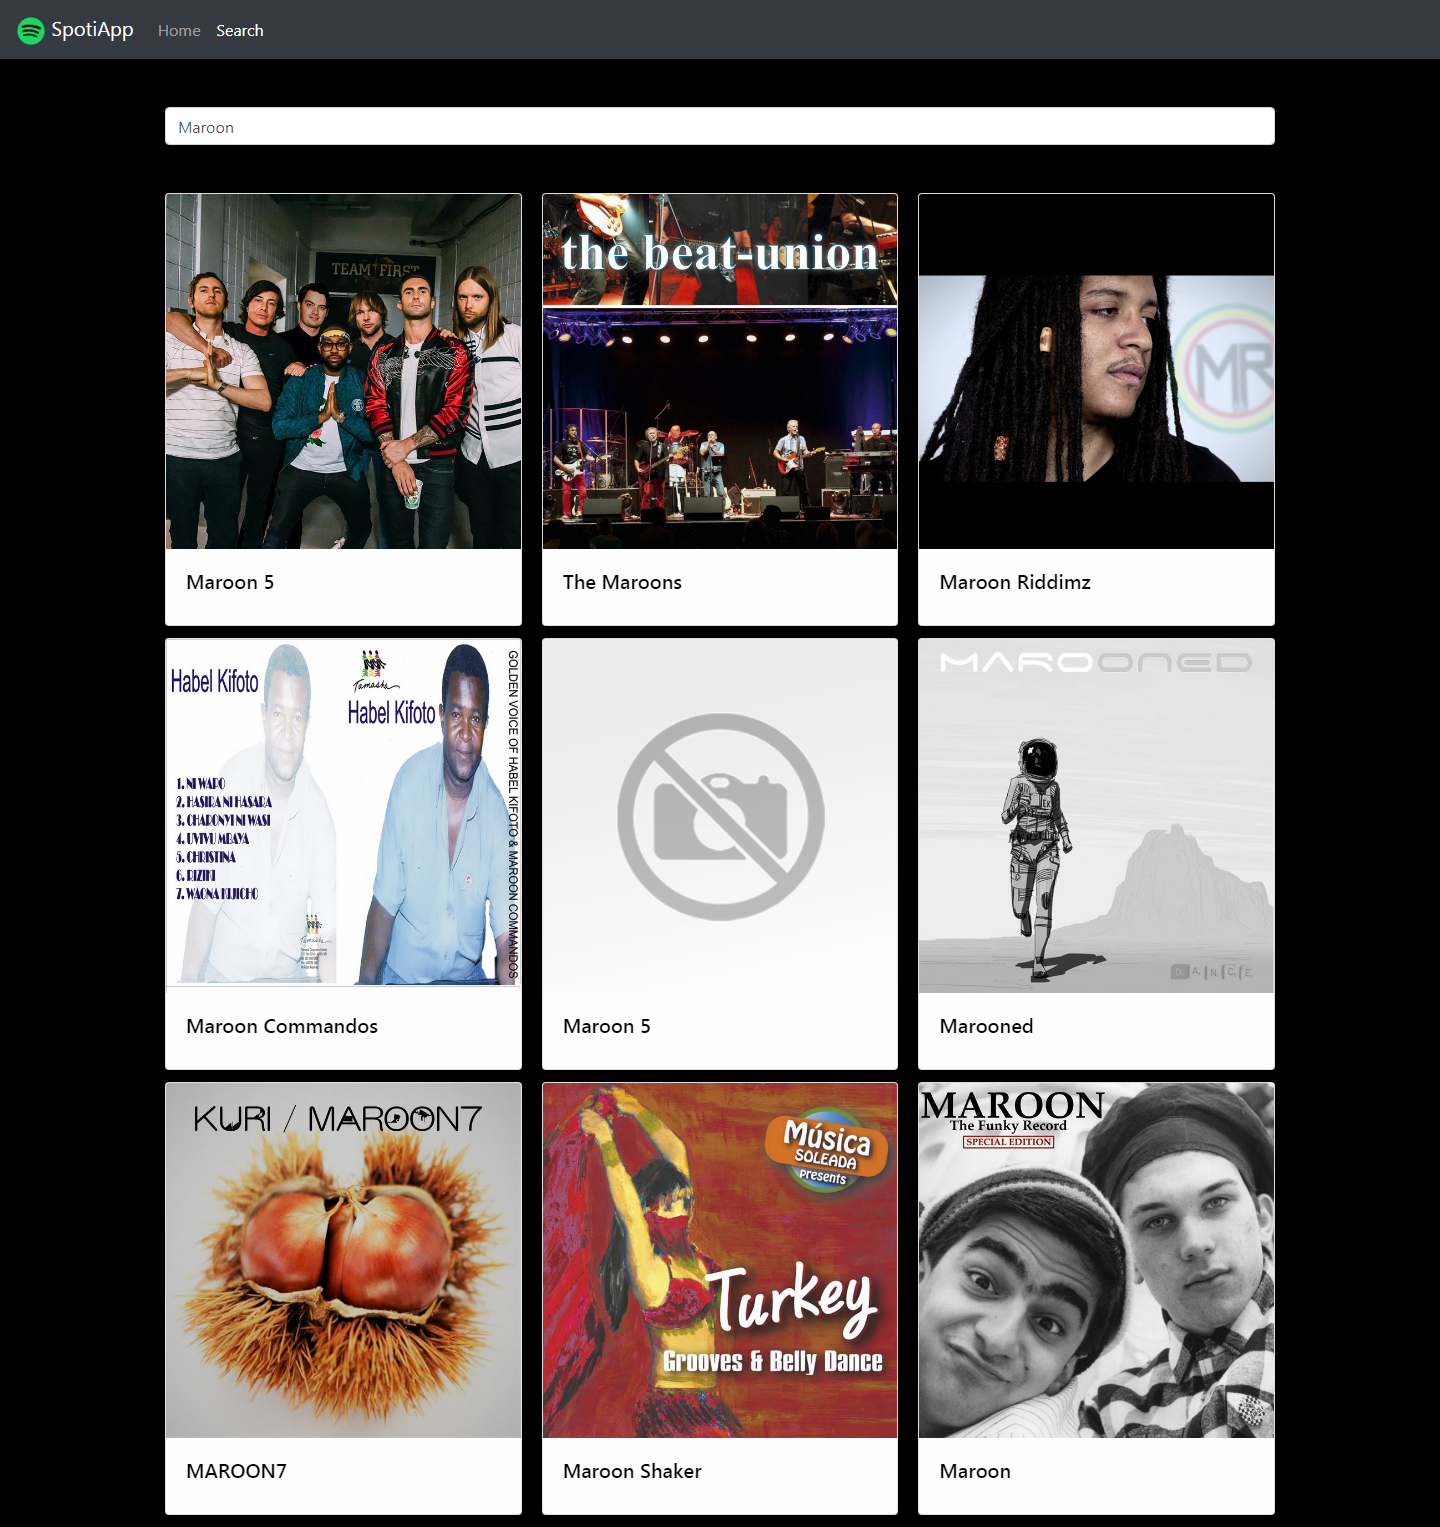 SpotiApp Home Search
Maroon
TEAM FIRST
the beat-union
MR
Maroon 5
The Maroons
Maroon Riddimz
Habel Kifoto
1. NI WAPO
2. HASIRA NI HASARA
3. CHARONYI NI WASI
4. UVIVU MBAYA
5. CHRISTINA
6. RIZIKI
7. WAONA KIJICHO
Tamasha
Tamasha
Habel Kifoto
GOLDEN VOICE OF HABEL KIFOTO & MAROON COMMANDOS
MAROONED
DANCE
Maroon Commandos
Maroon 5
Marooned
KURI / MAROON7
Música
SOLEADA
presents
Turkey
Grooves & Belly Dance
MAROON
The Funky Record
SPECIAL EDITION
MAROON7
Maroon Shaker
Maroon